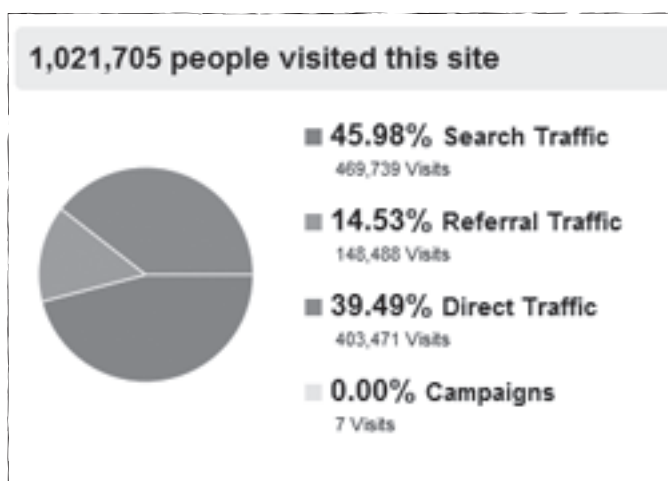 1,021,705 people visited this site
45.98% Search Traffic
469,739 Visits
14.53% Referral Traffic
148,488 Visits
39.49% Direct Traffic
403,471 Visits
0.00% Campaigns
7 Visits